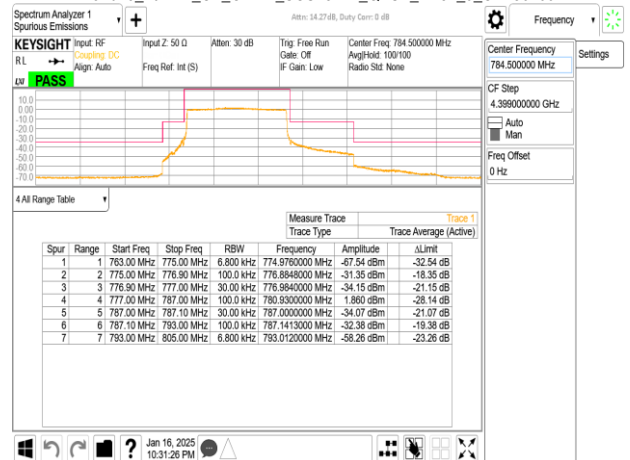 Spectrum Analyzer 1
Spurious Emissions
Attn: 14.27dB, Duty Corr: 0 dB
Frequency
KEYSIGHT
Input: RF
Coupling: DC
Align: Auto
Input Z: 50 Ω
Freq Ref: Int (S)
Atten: 30 dB
Trig: Free Run
Gate: Off
IF Gain: Low
Center Freq: 784.500000 MHz
Avg|Hold: 100/100
Radio Std: None
RL
LXI
PASS
Center Frequency
784.500000 MHz
Settings
CF Step
4.399000000 GHz
Auto
Man
Freq Offset
0 Hz
10.0
0.00
-10.0
-20.0
-30.0
-40.0
-50.0
-60.0
-70.0
4 All Range Table
Measure Trace Trace 1
Trace Type Trace Average (Active)
Spur Range Start Freq Stop Freq RBW Frequency Amplitude ΔLimit
1 1 763.00 MHz 775.00 MHz 6.800 kHz 774.9760000 MHz -67.54 dBm -32.54 dB
2 2 775.00 MHz 776.90 MHz 100.0 kHz 776.8848000 MHz -31.35 dBm -18.35 dB
3 3 776.90 MHz 777.00 MHz 30.00 kHz 776.9840000 MHz -34.15 dBm -21.15 dB
4 4 777.00 MHz 787.00 MHz 100.0 kHz 780.9300000 MHz 1.860 dBm -28.14 dB
5 5 787.00 MHz 787.10 MHz 30.00 kHz 787.0000000 MHz -34.07 dBm -21.07 dB
6 6 787.10 MHz 793.00 MHz 100.0 kHz 787.1413000 MHz -32.38 dBm -19.38 dB
7 7 793.00 MHz 805.00 MHz 6.800 kHz 793.0120000 MHz -58.26 dBm -23.26 dB
Jan 16, 2025
10:31:26 PM